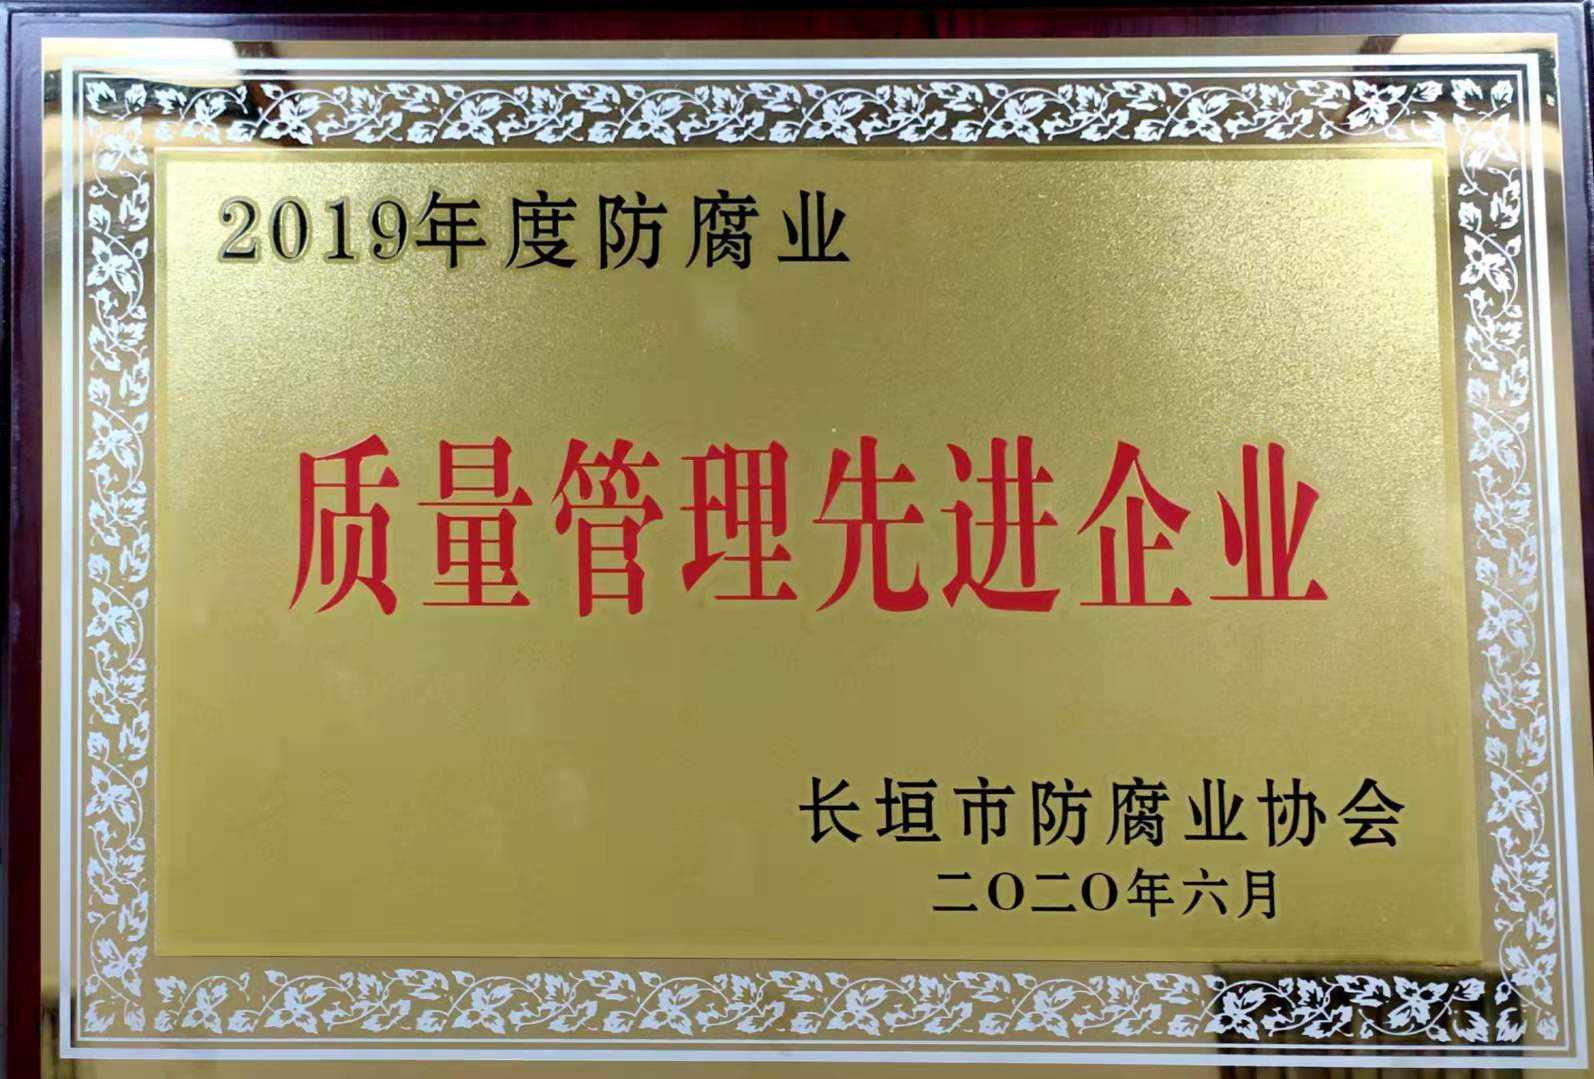 2019年度防腐业
质量管理先进企业
长垣市防腐业协会
二〇二〇年六月